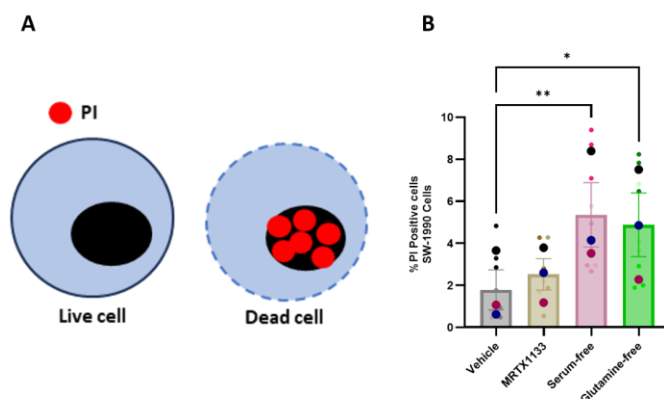 A
PI
Live cell
Dead cell
B
*
**
% PI Positive cells
SW-1990 Cells
10
8
6
4
2
0
Vehicle
MRTX1133
Serum-free
Glutamine-free